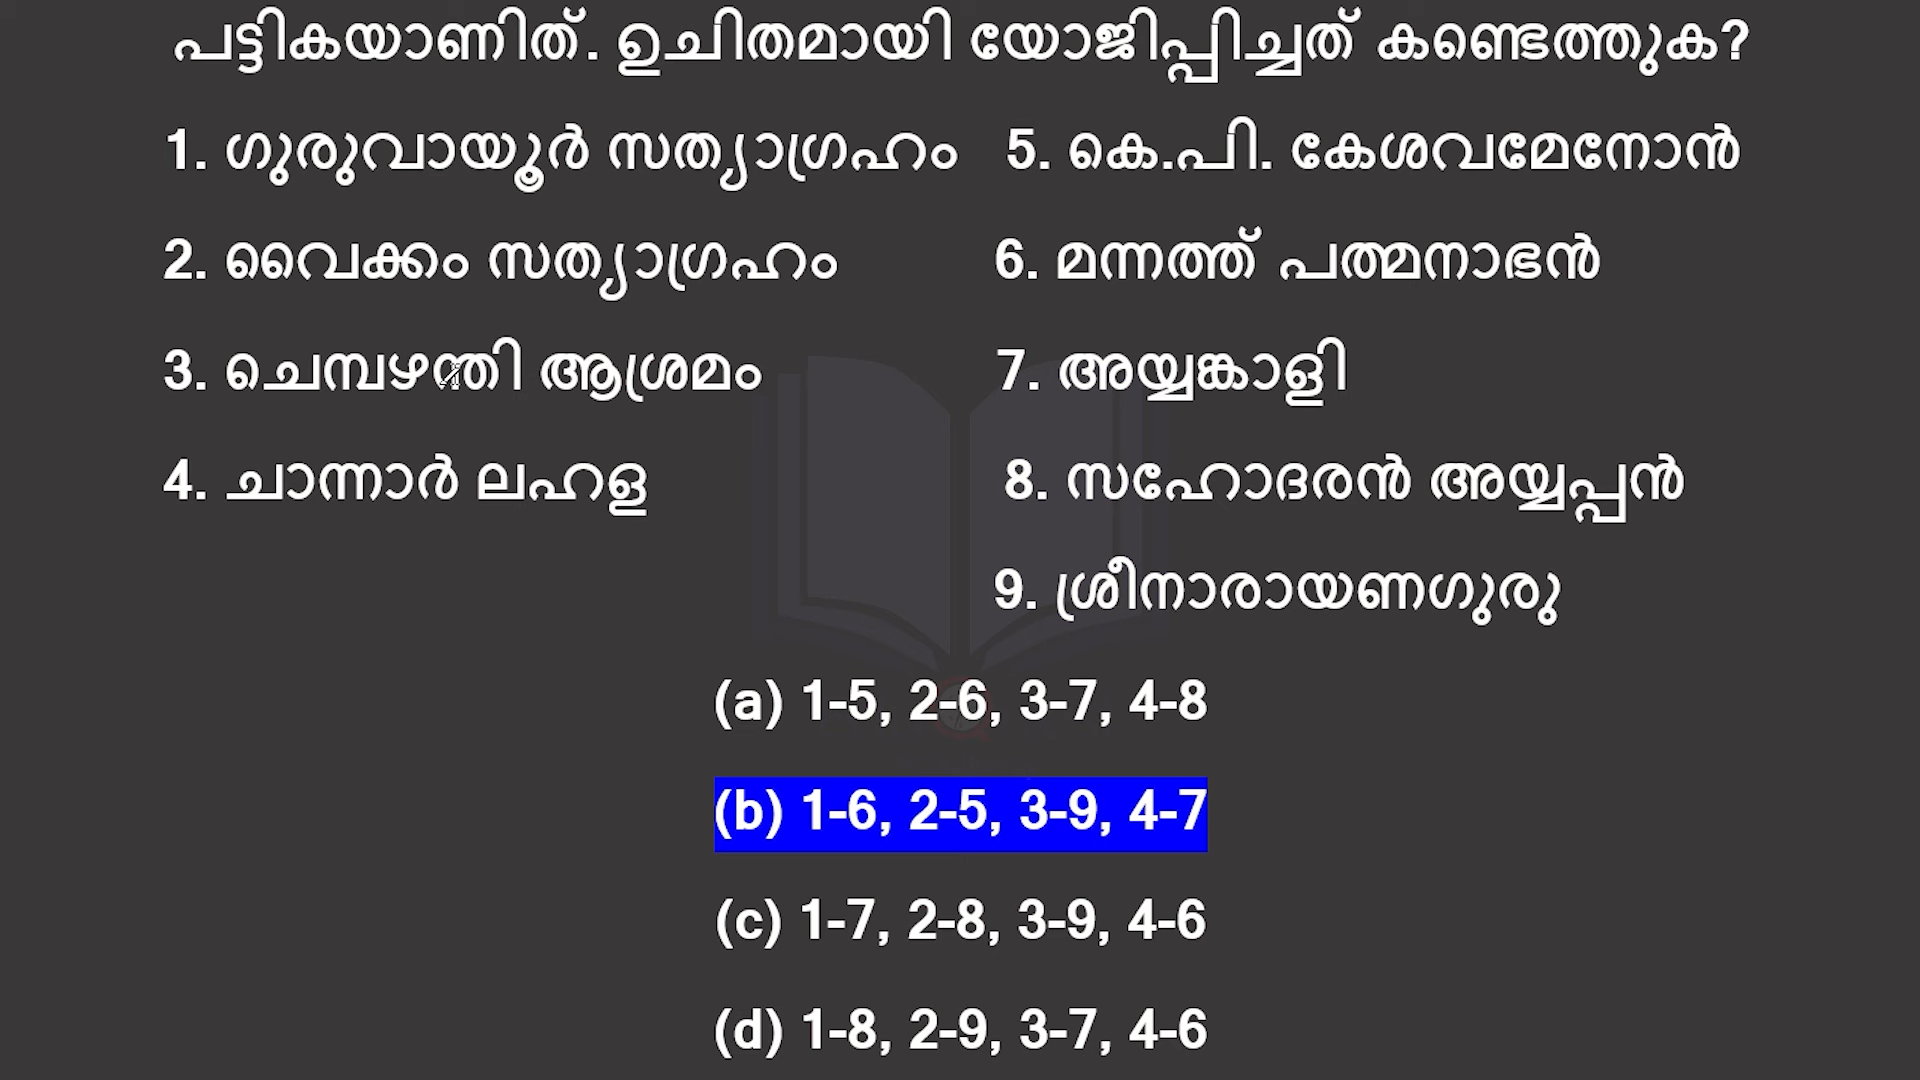 പട്ടികയാണിത്. ഉചിതമായി യോജിപ്പിച്ചത് കണ്ടെത്തുക?
1. ഗുരുവായൂർ സത്യാഗ്രഹം 5. കെ.പി. കേശവമേനോൻ
2. വൈക്കം സത്യാഗ്രഹം 6. മന്നത്ത് പത്മനാഭൻ
3. ചെമ്പഴന്തി ആശ്രമം 7. അയ്യങ്കാളി
4. ചാന്നാർ ലഹള 8. സഹോദരൻ അയ്യപ്പൻ
9. ശ്രീനാരായണഗുരു
(a) 1-5, 2-6, 3-7, 4-8
(b) 1-6, 2-5, 3-9, 4-7
(c) 1-7, 2-8, 3-9, 4-6
(d) 1-8, 2-9, 3-7, 4-6